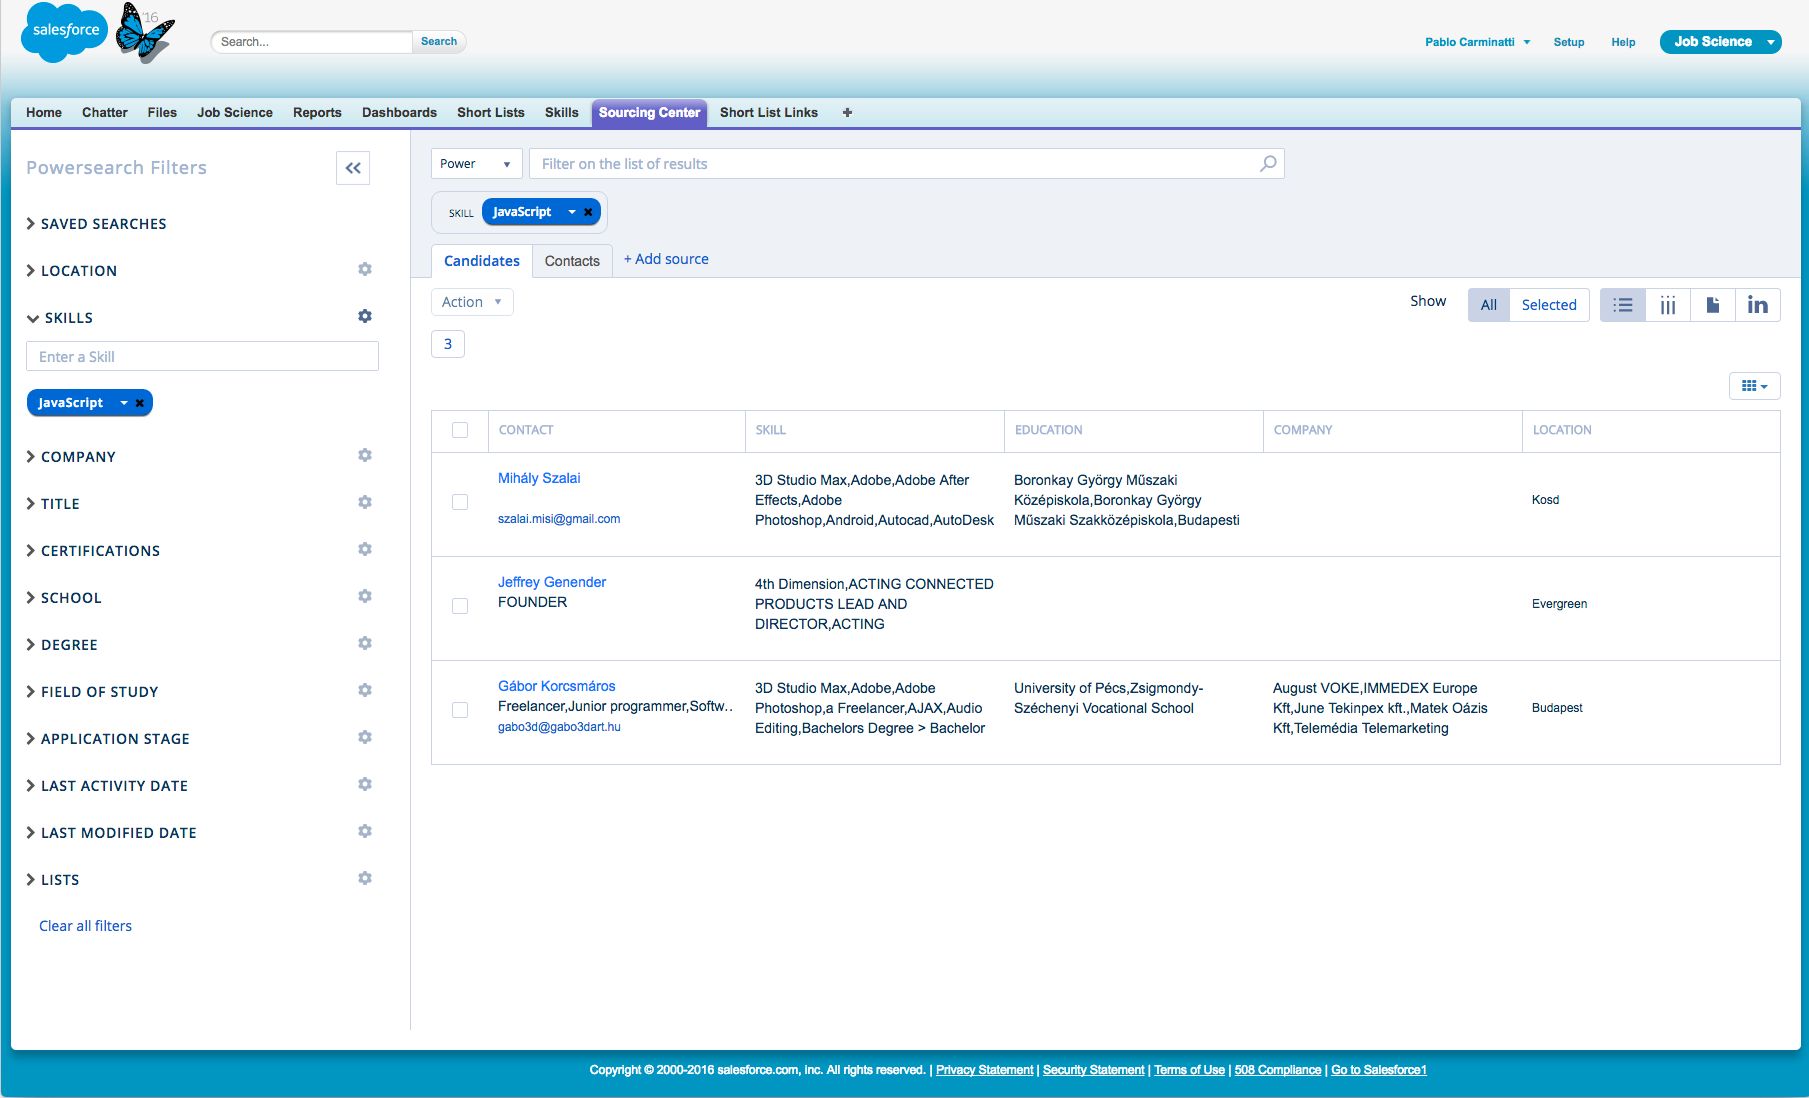 salesforce
'16
Search...
Search
Pablo Carminatti
Setup
Help
Job Science
Home
Chatter
Files
Job Science
Reports
Dashboards
Short Lists
Skills
Sourcing Center
Short List Links
+
Powersearch Filters
SAVED SEARCHES
LOCATION
SKILLS
Enter a Skill
JavaScript
COMPANY
TITLE
CERTIFICATIONS
SCHOOL
DEGREE
FIELD OF STUDY
APPLICATION STAGE
LAST ACTIVITY DATE
LAST MODIFIED DATE
LISTS
Clear all filters
Power
Filter on the list of results
SKILL
JavaScript
Candidates
Contacts
+ Add source
Action
Show
All
Selected
in
3
CONTACT
SKILL
EDUCATION
COMPANY
LOCATION
Mihály Szalai
szalai.misi@gmail.com
3D Studio Max,Adobe,Adobe After
Effects,Adobe
Photoshop,Android,Autocad,AutoDesk
Boronkay György Műszaki
Középiskola,Boronkay György
Műszaki Szakközépiskola,Budapesti
Kosd
Jeffrey Genender
FOUNDER
4th Dimension,ACTING CONNECTED
PRODUCTS LEAD AND
DIRECTOR,ACTING
Evergreen
Gábor Korcsmáros
Freelancer,Junior programmer,Softw..
gabo3d@gabo3dart.hu
3D Studio Max,Adobe,Adobe
Photoshop,a Freelancer,AJAX,Audio
Editing,Bachelors Degree > Bachelor
University of Pécs,Zsigmondy-
Széchenyi Vocational School
August VOKE,IMMEDEX Europe
Kft,June Tekinpex kft.,Matek Oázis
Kft,Telemédia Telemarketing
Budapest
Copyright © 2000-2016 salesforce.com, inc. All rights reserved. | Privacy Statement | Security Statement | Terms of Use | 508 Compliance | Go to Salesforce1